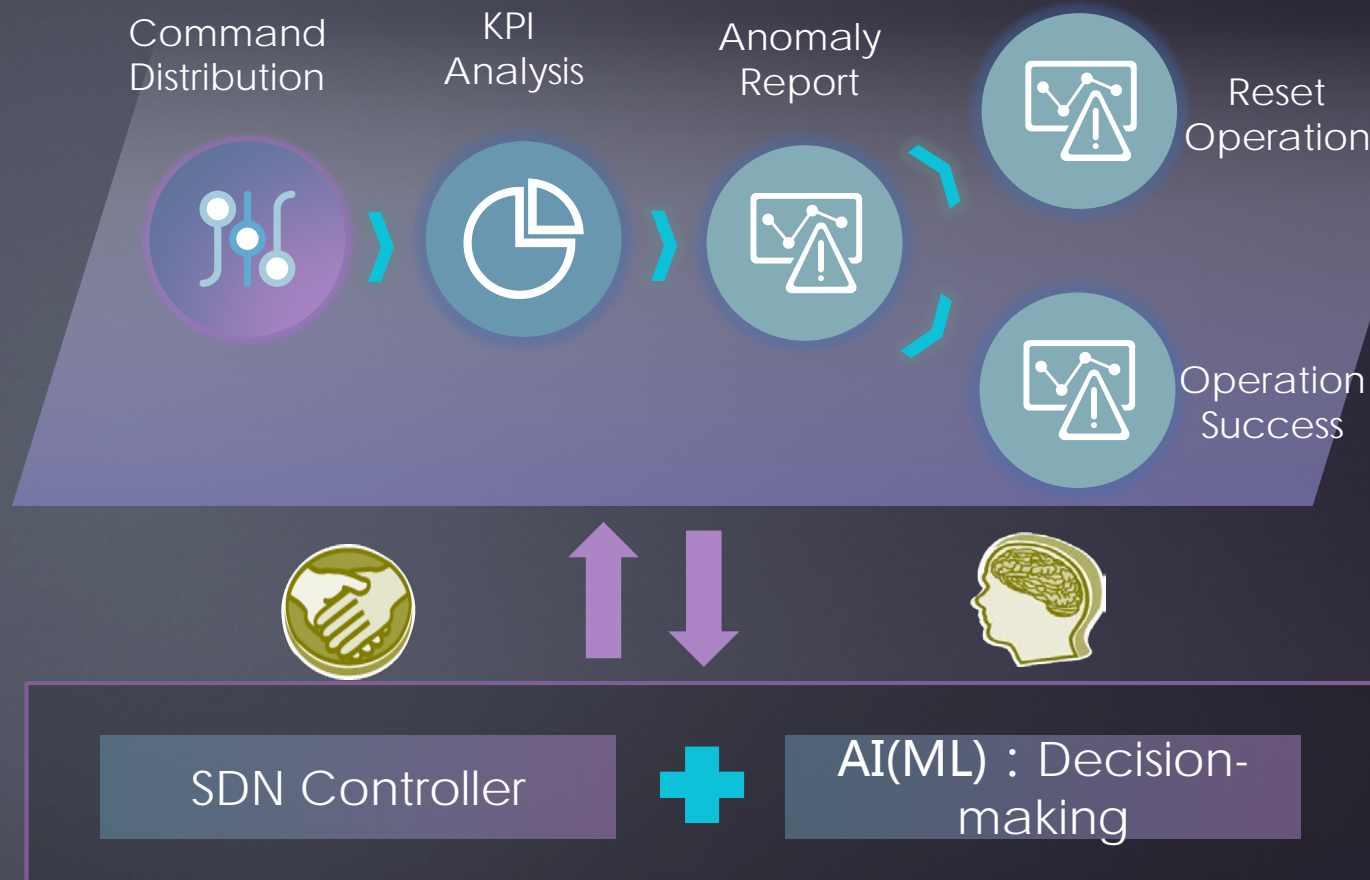 Command
Distribution
KPI
Analysis
Anomaly
Report
Reset
Operation
Operation
Success
SDN Controller
AI(ML)：Decision-
making